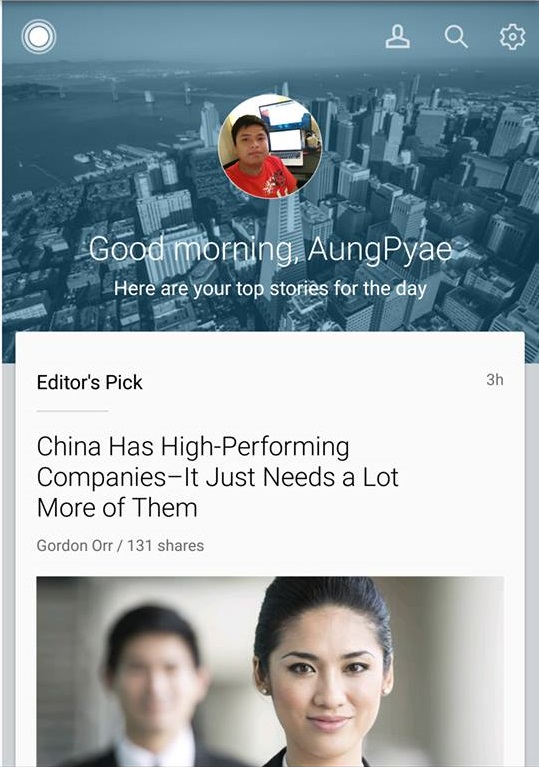 Good morning, AungPyae
Here are your top stories for the day
Editor's Pick
3h
China Has High-Performing
Companies–It Just Needs a Lot
More of Them
Gordon Orr / 131 shares